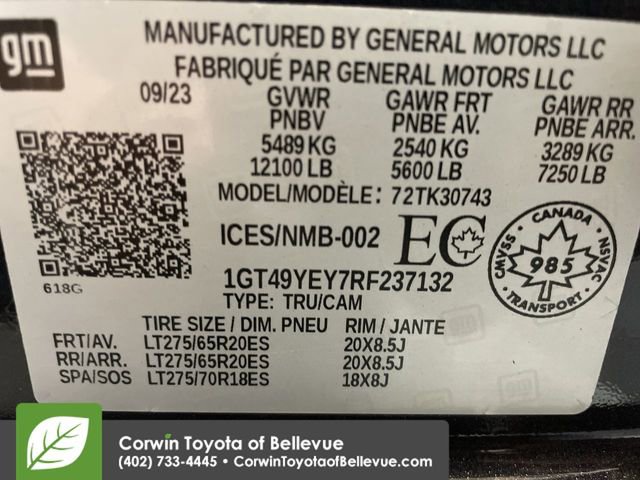 gm
MANUFACTURED BY GENERAL MOTORS LLC
FABRIQUÉ PAR GENERAL MOTORS LLC
09/23 GVWR GAWR FRT GAWR RR
PNBV PNBE AV. PNBE ARR.
5489 KG 2540 KG 3289 KG
12100 LB 5600 LB 7250 LB
MODEL/MODÈLE: 72TK30743
ICES/NMB-002 EC
CANADA
CMVSS 985 NSVAC
TRANSPORT
618G
1GT49YEY7RF237132
TYPE: TRU/CAM
TIRE SIZE / DIM. PNEU RIM / JANTE
FRT/AV. LT275/65R20ES 20X8.5J
RR/ARR. LT275/65R20ES 20X8.5J
SPA/SOS LT275/70R18ES 18X8J
Corwin Toyota of Bellevue
(402) 733-4445 • CorwinToyotaofBellevue.com